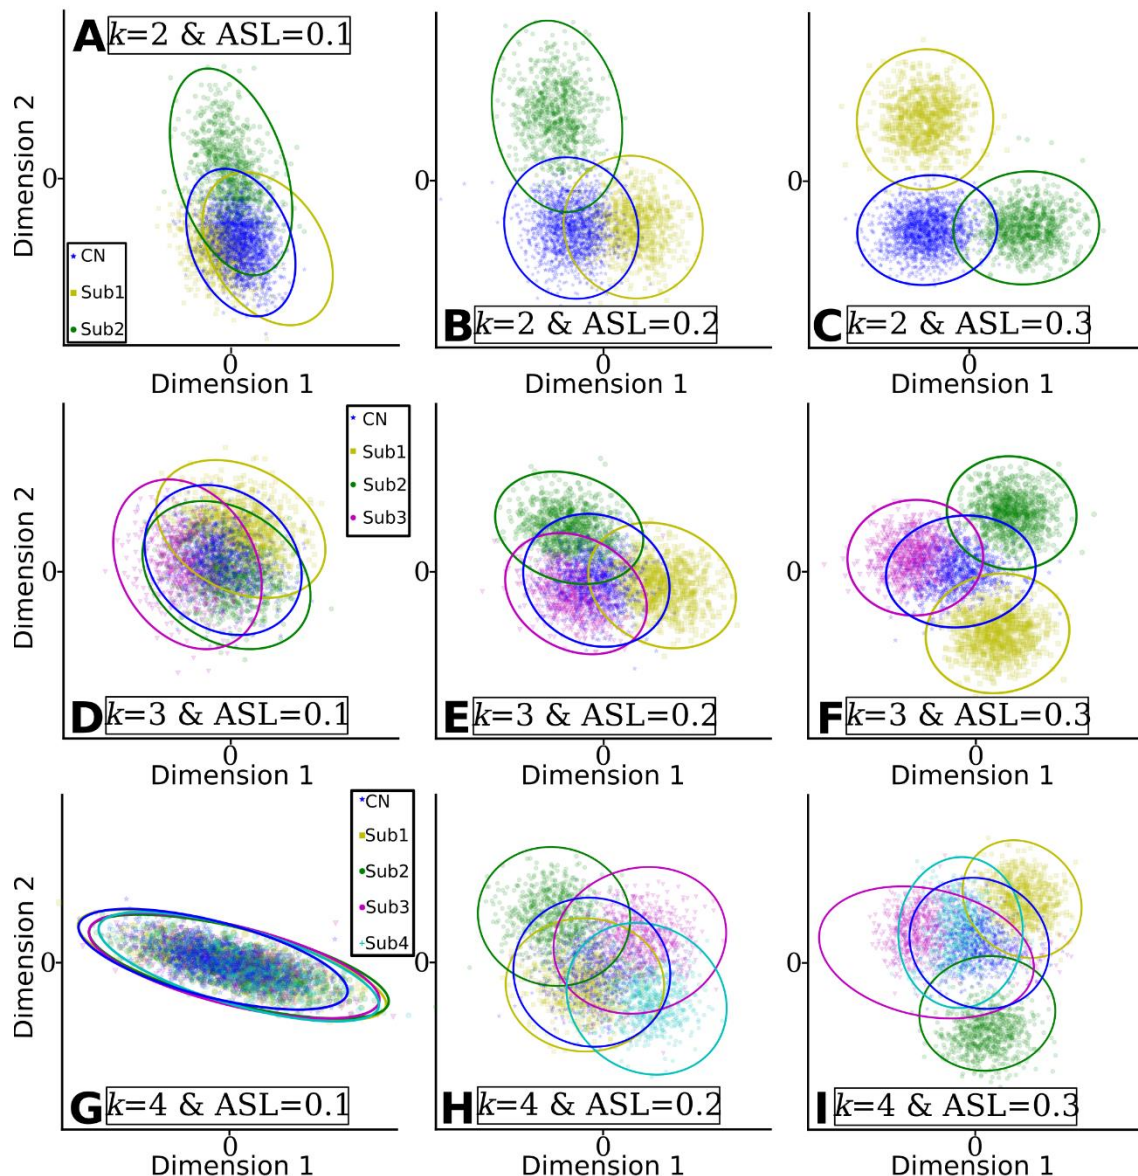 A k=2 & ASL=0.1
Dimension 2
0
CN
Sub1
Sub2
0
Dimension 1
0
B k=2 & ASL=0.2
0
Dimension 1
0
C k=2 & ASL=0.3
0
Dimension 1
Dimension 2
0
CN
Sub1
Sub2
Sub3
D k=3 & ASL=0.1
0
Dimension 1
0
E k=3 & ASL=0.2
0
Dimension 1
0
F k=3 & ASL=0.3
0
Dimension 1
Dimension 2
0
CN
Sub1
Sub2
Sub3
Sub4
G k=4 & ASL=0.1
0
Dimension 1
0
H k=4 & ASL=0.2
0
Dimension 1
0
I k=4 & ASL=0.3
0
Dimension 1